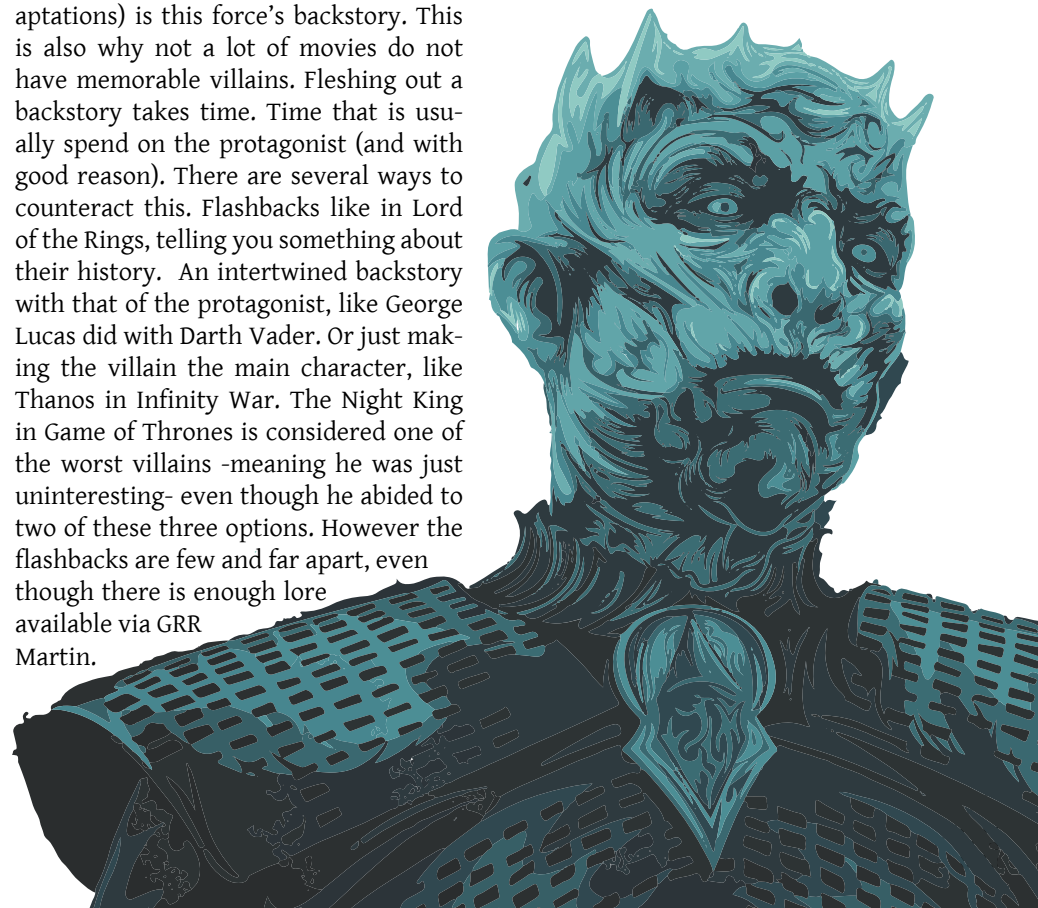 aptations) is this force’s backstory. This
is also why not a lot of movies do not
have memorable villains. Fleshing out a
backstory takes time. Time that is usu-
ally spend on the protagonist (and with
good reason). There are several ways to
counteract this. Flashbacks like in Lord
of the Rings, telling you something about
their history.  An intertwined backstory
with that of the protagonist, like George
Lucas did with Darth Vader. Or just mak-
ing the villain the main character, like
Thanos in Infinity War. The Night King
in Game of Thrones is considered one of
the worst villains -meaning he was just
uninteresting- even though he abided to
two of these three options. However the
flashbacks are few and far apart, even
though there is enough lore
available via GRR
Martin.